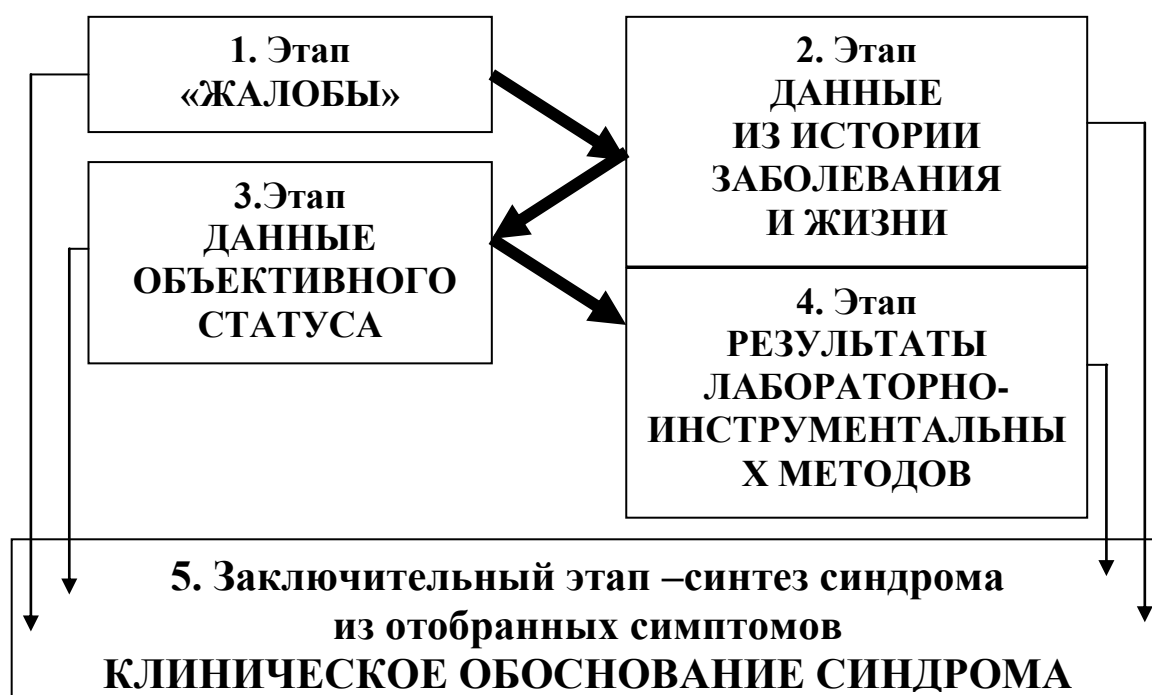 1. Этап
«ЖАЛОБЫ»
2. Этап
ДАННЫЕ
ИЗ ИСТОРИИ
ЗАБОЛЕВАНИЯ
И ЖИЗНИ
3.Этап
ДАННЫЕ
ОБЪЕКТИВНОГО
СТАТУСА
4. Этап
РЕЗУЛЬТАТЫ
ЛАБОРАТОРНО-
ИНСТРУМЕНТАЛЬНЫ
Х МЕТОДОВ
5. Заключительный этап –синтез синдрома
из отобранных симптомов
КЛИНИЧЕСКОЕ ОБОСНОВАНИЕ СИНДРОМА